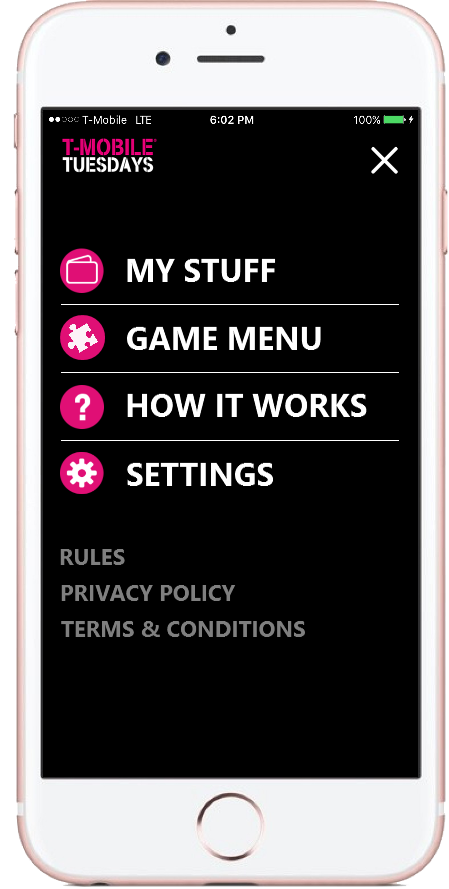 T-Mobile LTE 6:02 PM 100%
T-MOBILE
TUESDAYS
MY STUFF
GAME MENU
? HOW IT WORKS
SETTINGS
RULES
PRIVACY POLICY
TERMS & CONDITIONS